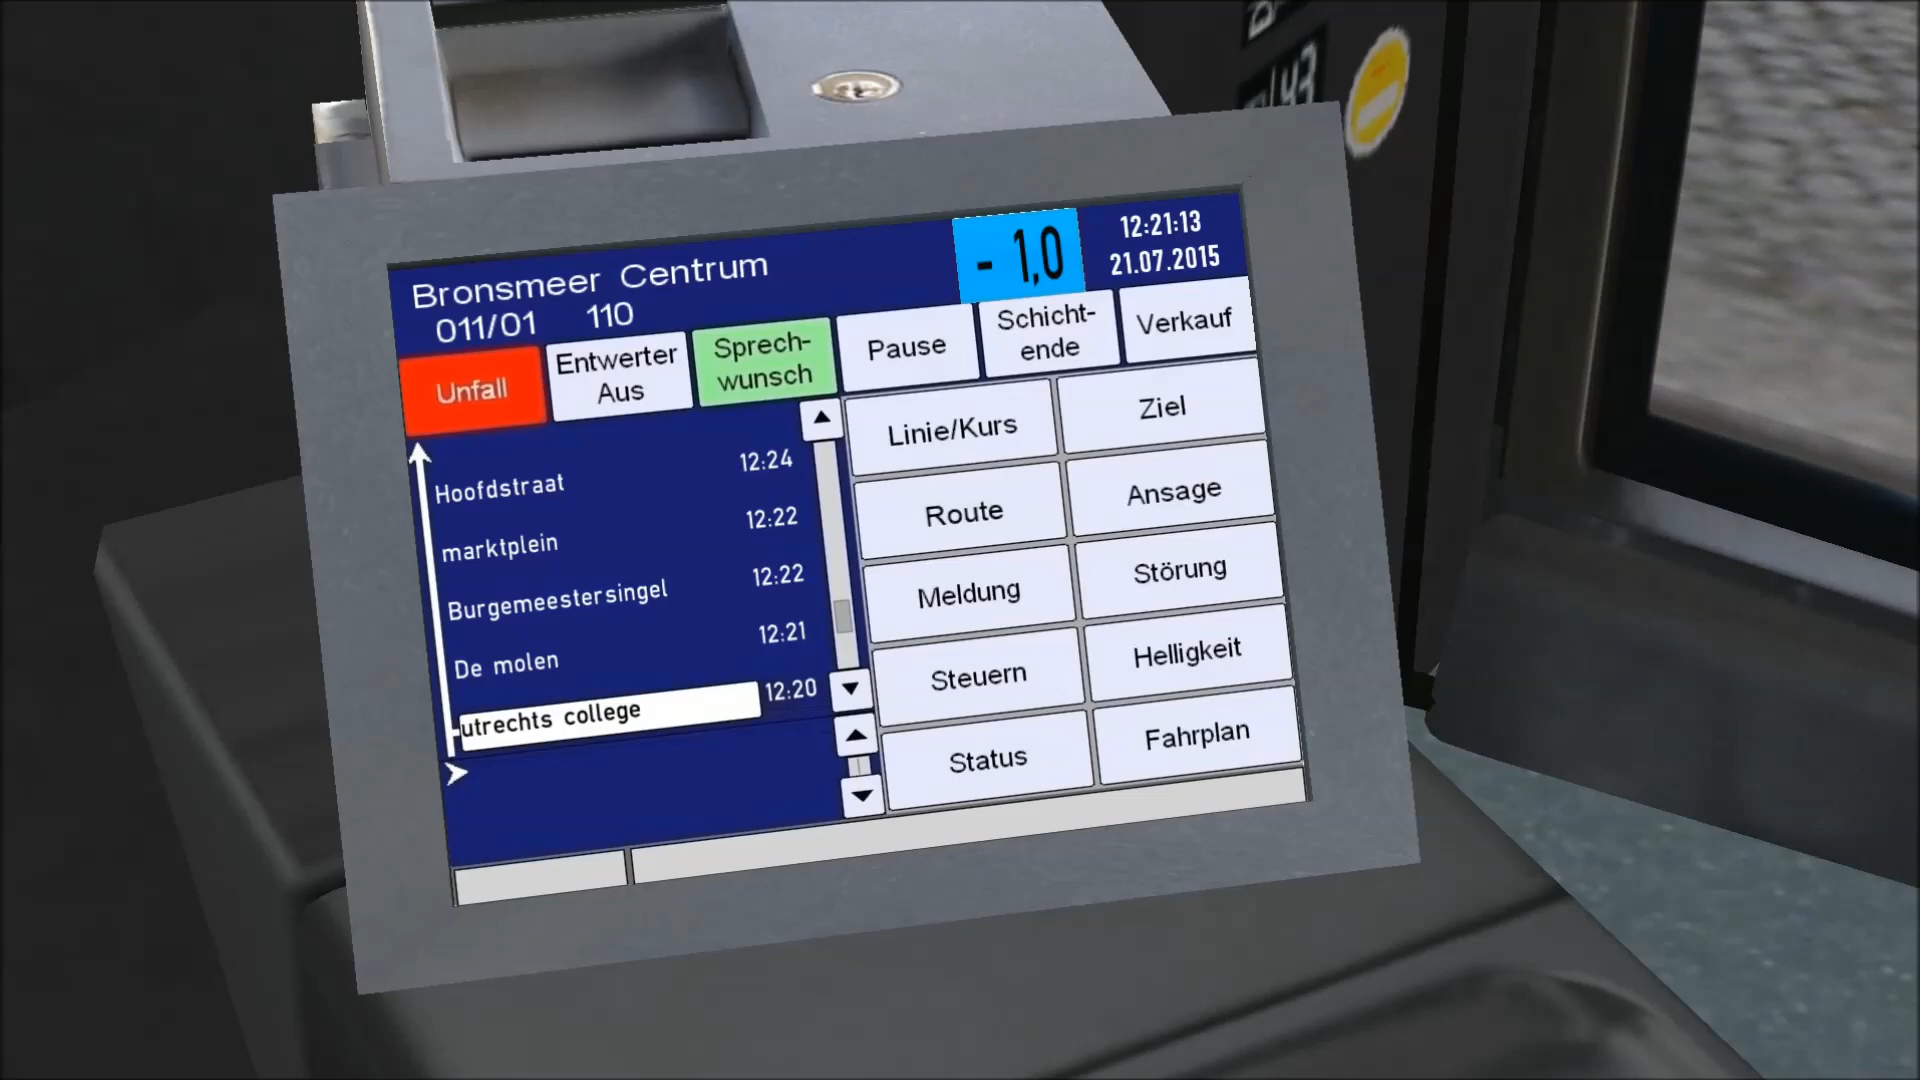 Bronsmeer Centrum
011/01 110
- 1,0
12:21:13
21.07.2015
Unfall
Entwerter
Aus
Sprech-
wunsch
Pause
Schicht-
ende
Verkauf
Hoofdstraat 12:24
marktplein 12:22
Burgemeestersingel 12:22
De molen 12:21
utrechts college 12:20
Linie/Kurs
Ziel
Route
Ansage
Meldung
Störung
Steuern
Helligkeit
Status
Fahrplan